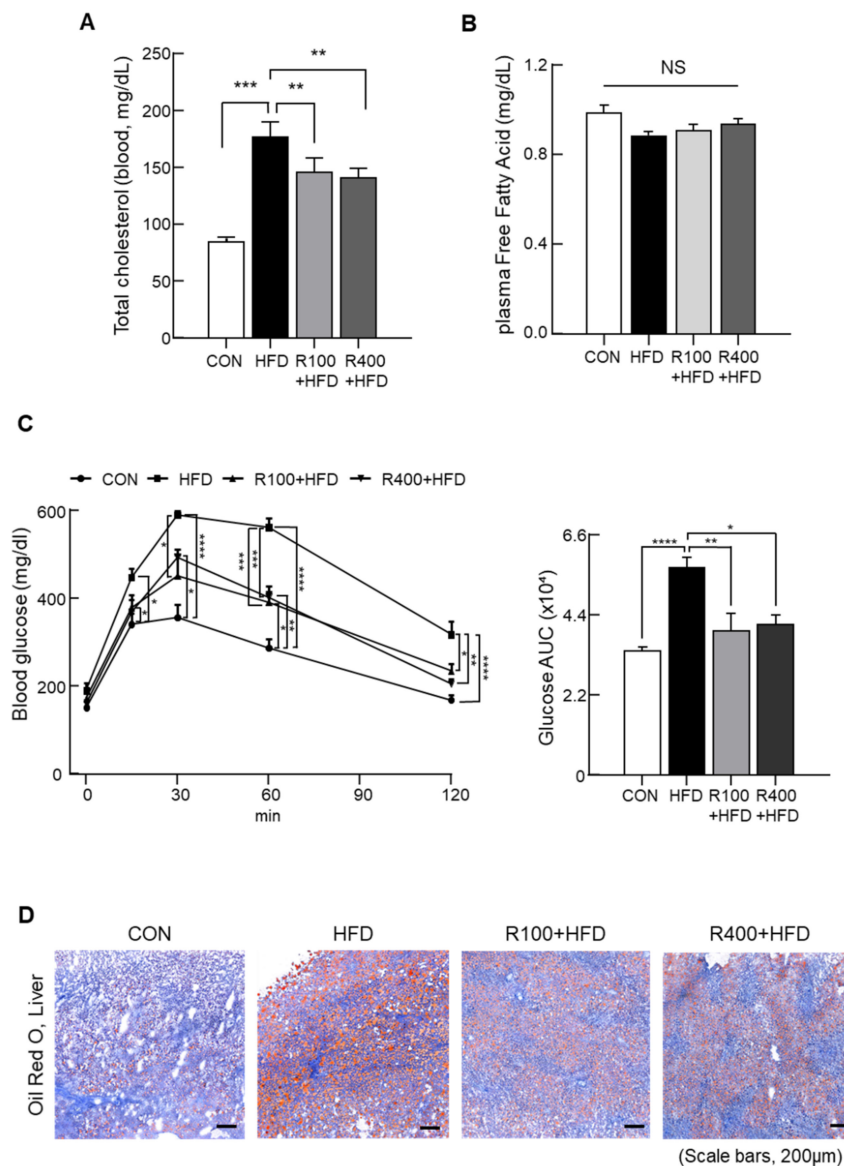 A
Total cholesterol (blood, mg/dL)
250
200
150
100
50
0
***
**
**
CON
HFD
R100
+HFD
R400
+HFD
B
plasma Free Fatty Acid (mg/dL)
1.2
0.8
0.4
0.0
NS
CON
HFD
R100
+HFD
R400
+HFD
C
CON HFD R100+HFD R400+HFD
Blood glucose (mg/dl)
600
400
200
0
*
*
*
****
*
***
***
*
**
****
*
**
****
0 30 60 90 120
min
Glucose AUC (x10⁴)
6.6
4.4
2.2
0
****
**
*
CON
HFD
R100
+HFD
R400
+HFD
D
CON HFD R100+HFD R400+HFD
Oil Red O, Liver
(Scale bars, 200µm)